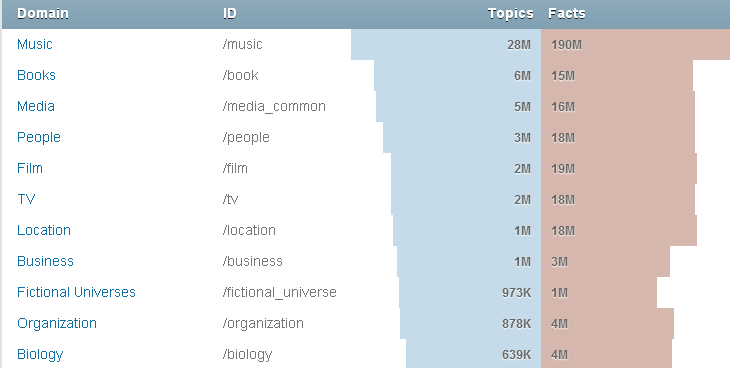 Domain ID Topics Facts
Music /music 28M 190M
Books /book 6M 15M
Media /media_common 5M 16M
People /people 3M 18M
Film /film 2M 19M
TV /tv 2M 18M
Location /location 1M 18M
Business /business 1M 3M
Fictional Universes /fictional_universe 973K 1M
Organization /organization 878K 4M
Biology /biology 639K 4M